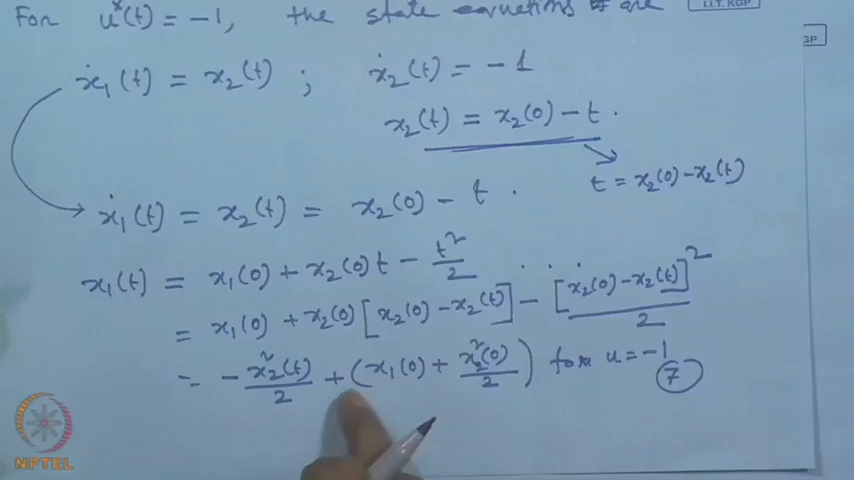 For u*(t) = -1, the state equations are
I.I.T. KGP
GP
ẋ₁(t) = x₂(t) ; ẋ₂(t) = -1
x₂(t) = x₂(0) - t .
t = x₂(0) - x₂(t)
ẋ₁(t) = x₂(t) = x₂(0) - t .
x₁(t) = x₁(0) + x₂(0)t - t²/2
= x₁(0) + x₂(0)[x₂(0) - x₂(t)] - [x₂(0) - x₂(t)]²/2
= - x₂²(t)/2 + (x₁(0) + x₂²(0)/2) for u = -1
7
NPTEL